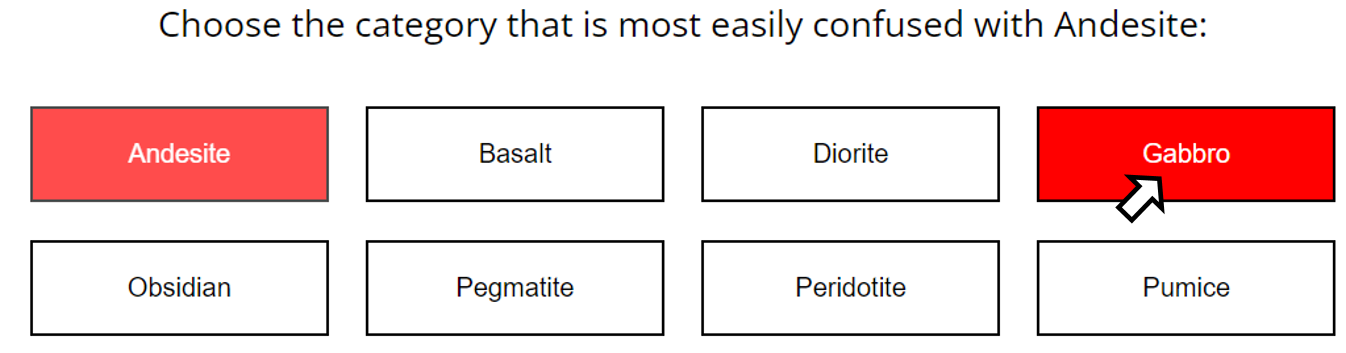 Choose the category that is most easily confused with Andesite:
Andesite Basalt Diorite Gabbro
Obsidian Pegmatite Peridotite Pumice